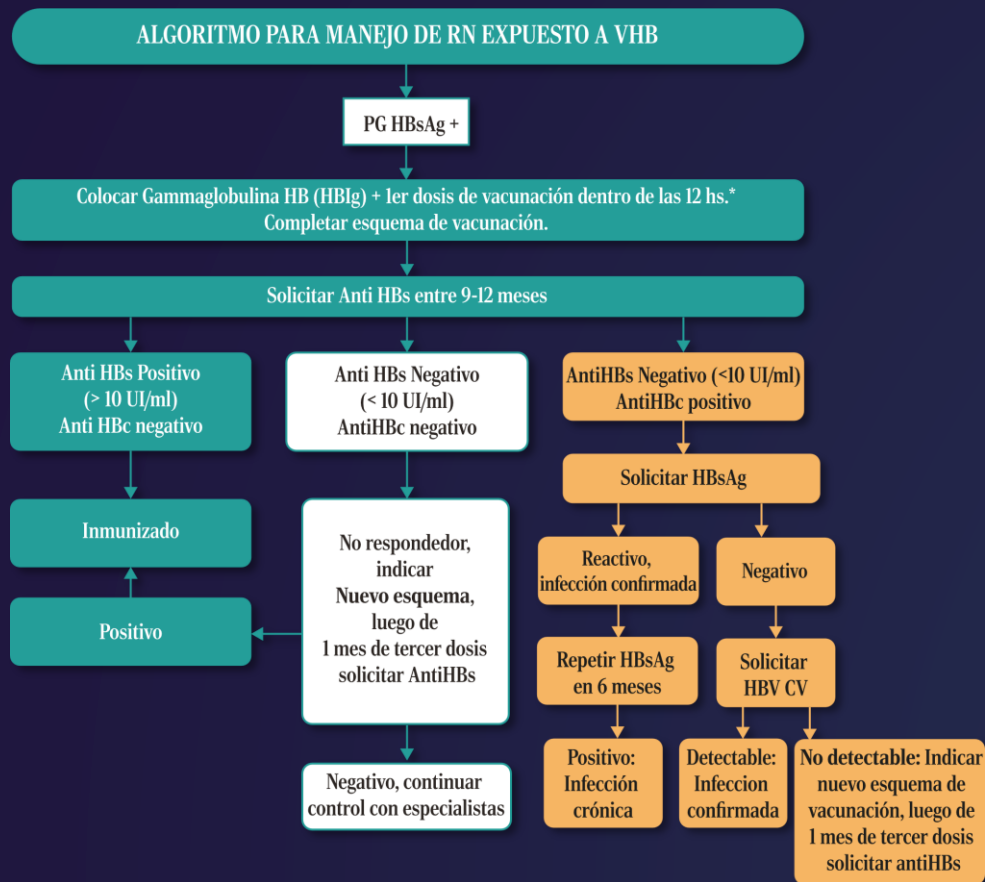 ALGORITMO PARA MANEJO DE RN EXPUESTO A VHB
PG HBsAg +
Colocar Gammaglobulina HB (HBIg) + 1er dosis de vacunación dentro de las 12 hs.*
Completar esquema de vacunación.
Solicitar Anti HBs entre 9-12 meses
Anti HBs Positivo
(> 10 UI/ml)
Anti HBc negativo
Inmunizado
Positivo
Anti HBs Negativo
(< 10 UI/ml)
AntiHBc negativo
No respondedor,
indicar
Nuevo esquema,
luego de
1 mes de tercer dosis
solicitar AntiHBs
Negativo, continuar
control con especialistas
AntiHBs Negativo (<10 UI/ml)
AntiHBc positivo
Solicitar HBsAg
Reactivo,
infección confirmada
Repetir HBsAg
en 6 meses
Positivo:
Infección
crónica
Negativo
Solicitar
HBV CV
Detectable:
Infeccion
confirmada
No detectable: Indicar
nuevo esquema de
vacunación, luego de
1 mes de tercer dosis
solicitar antiHBs